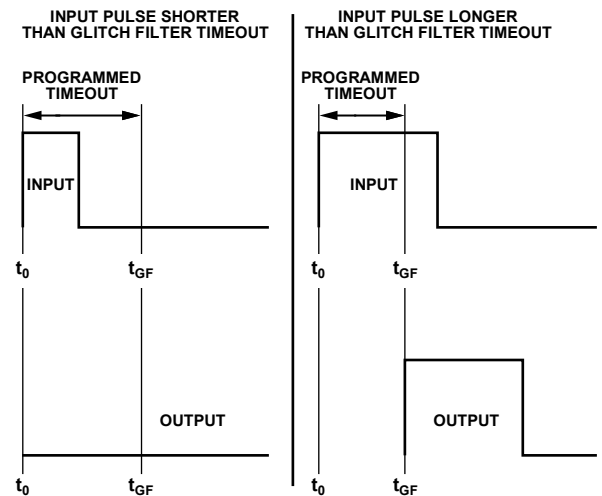 INPUT PULSE SHORTER
THAN GLITCH FILTER TIMEOUT
PROGRAMMED
TIMEOUT
INPUT
t0
tGF
OUTPUT
t0
tGF
INPUT PULSE LONGER
THAN GLITCH FILTER TIMEOUT
PROGRAMMED
TIMEOUT
INPUT
t0
tGF
OUTPUT
t0
tGF